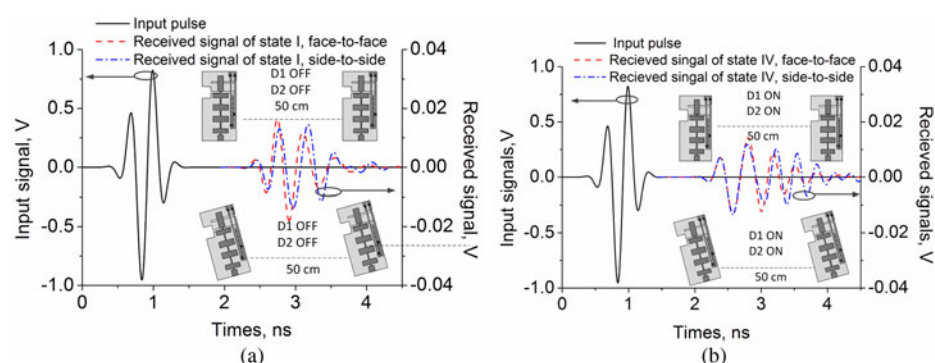 Input pulse
Received signal of state I, face-to-face
Received signal of state I, side-to-side
1.0
0.5
0.0
-0.5
-1.0
Input signal, V
0.04
0.02
0.00
-0.02
-0.04
Received signal, V
D1 OFF
D2 OFF
50 cm
D1 OFF
D2 OFF
50 cm
0 1 2 3 4
Times, ns
(a)
Input pulse
Recieved singal of state IV, face-to-face
Recieved signal of state IV, side-to-side
1.0
0.5
0.0
-0.5
-1.0
Input signals, V
0.04
0.02
0.00
-0.02
-0.04
Recieved signals, V
D1 ON
D2 ON
50 cm
D1 ON
D2 ON
50 cm
0 1 2 3 4
Times, ns
(b)